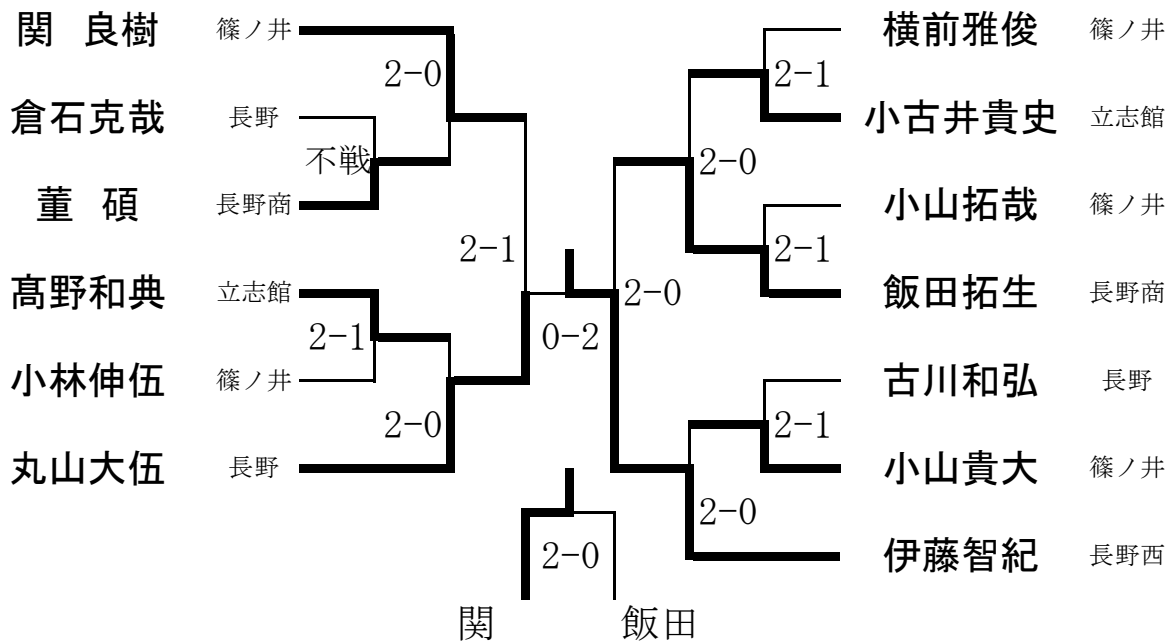 関 良樹 篠ノ井
2-0
倉石克哉 長野
不戦
董 碩 長野商
2-1
髙野和典 立志館
2-1
小林伸伍 篠ノ井
2-0
丸山大伍 長野
横前雅俊 篠ノ井
2-1
小古井貴史 立志館
2-0
小山拓哉 篠ノ井
2-1
飯田拓生 長野商
2-0
0-2
古川和弘 長野
2-1
小山貴大 篠ノ井
2-0
伊藤智紀 長野西
2-0
関 飯田